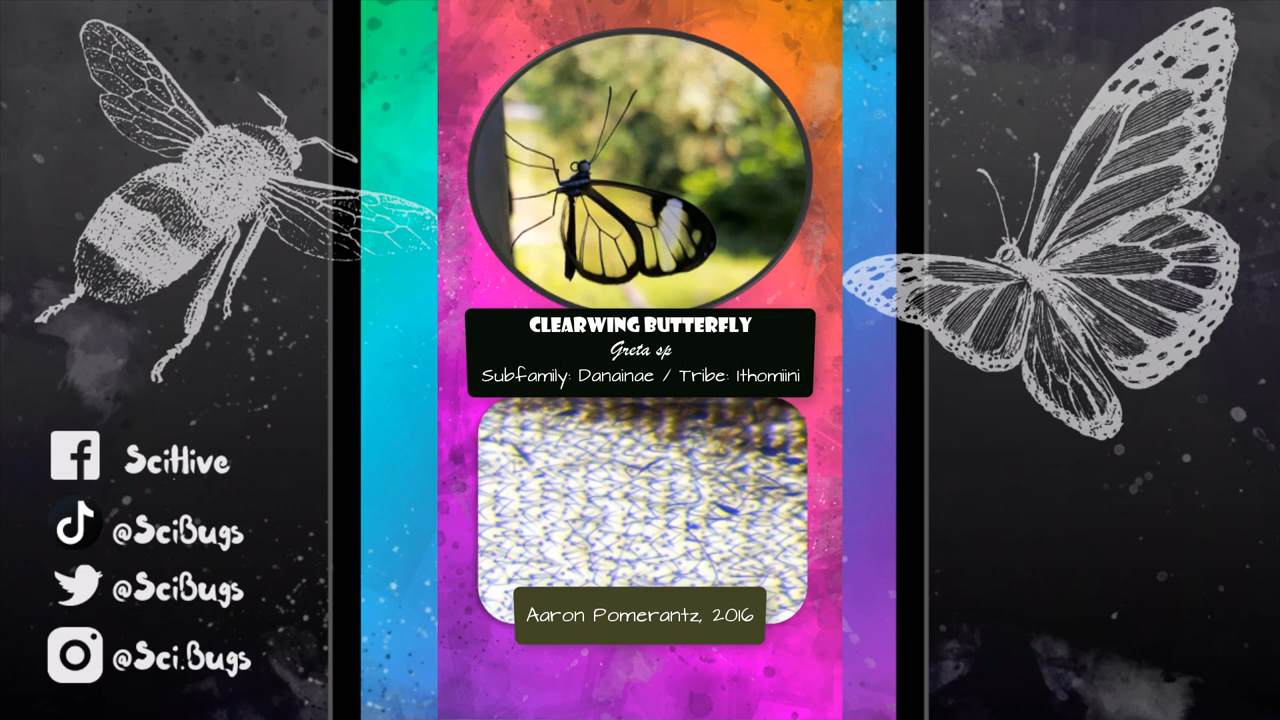 CLEARWING BUTTERFLY
Greta sp
Subfamily: Danainae / Tribe: Ithomiini
Aaron Pomerantz, 2016
SciHive
@SciBugs
@SciBugs
@Sci.Bugs